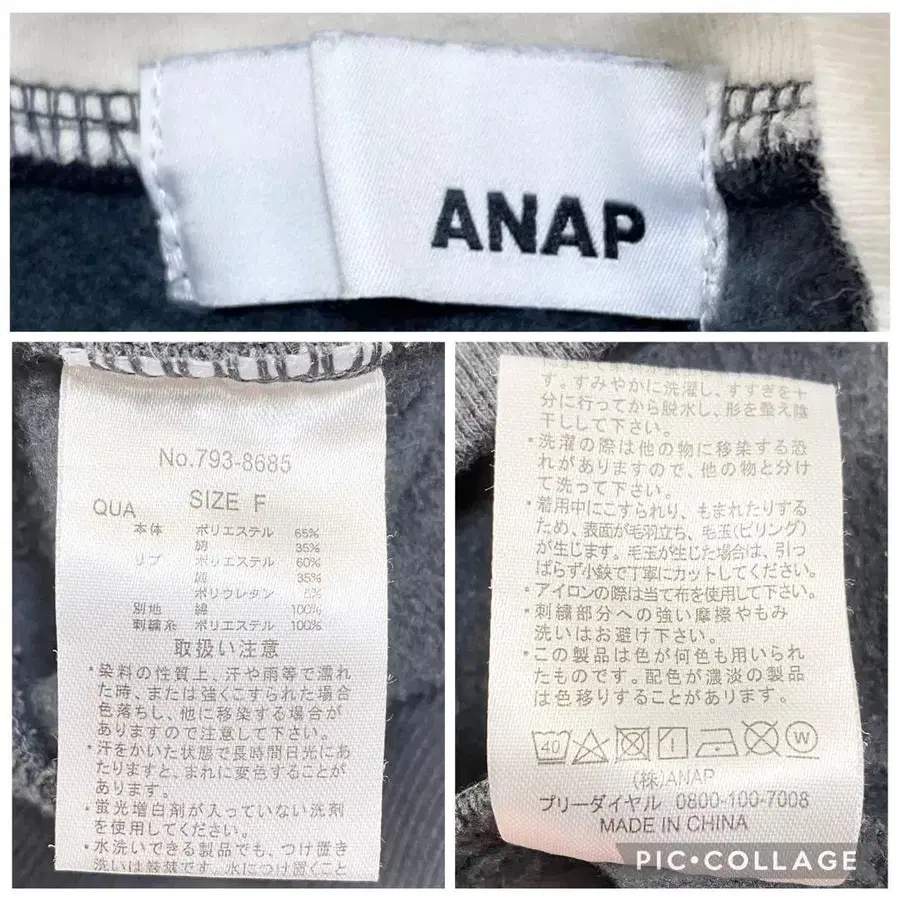 ANAP
No.793-8685
SIZE F
QUA
本体 ポリエステル 65%
綿 35%
リブ ポリエステル 60%
綿 35%
ポリウレタン 5%
別地 綿 100%
刺繍糸 ポリエステル 100%
取扱い注意
・染料の性質上、汗や雨等で濡れ
た時、または強くこすられた場合
色落ちし、他に移染する場合が
ありますので注意して下さい。
・汗をかいた状態で長時間日光にあ
たりますと、まれに変色することが
あります。
・蛍光増白剤が入っていない洗剤
を使用してください。
・水洗いできる製品でも、つけ置き
洗いは厳禁です。水につけ置くこと
す。すみやかに洗濯し、すすぎを十
分に行ってから脱水し、形を整え陰
干しして下さい。
・洗濯の際は他の物に移染する恐
れがありますので、他の物と分け
て洗って下さい。
・着用中にこすられり、もまれたりする
ため、表面が毛羽立ち、毛玉(ピリング)
が生じます。毛玉が生じた場合は、引っ
ぱらず小鋏で丁寧にカットしてください。
・アイロンの際は当て布を使用して下さい。
・刺繍部分への強い摩擦やもみ
洗いはお避け下さい。
・この製品は色が何色も用いられ
たものです。配色が濃淡の製品
は色移りすることがあります。
40 W
(株)ANAP
フリーダイヤル 0800-100-7008
MADE IN CHINA
PIC•COLLAGE